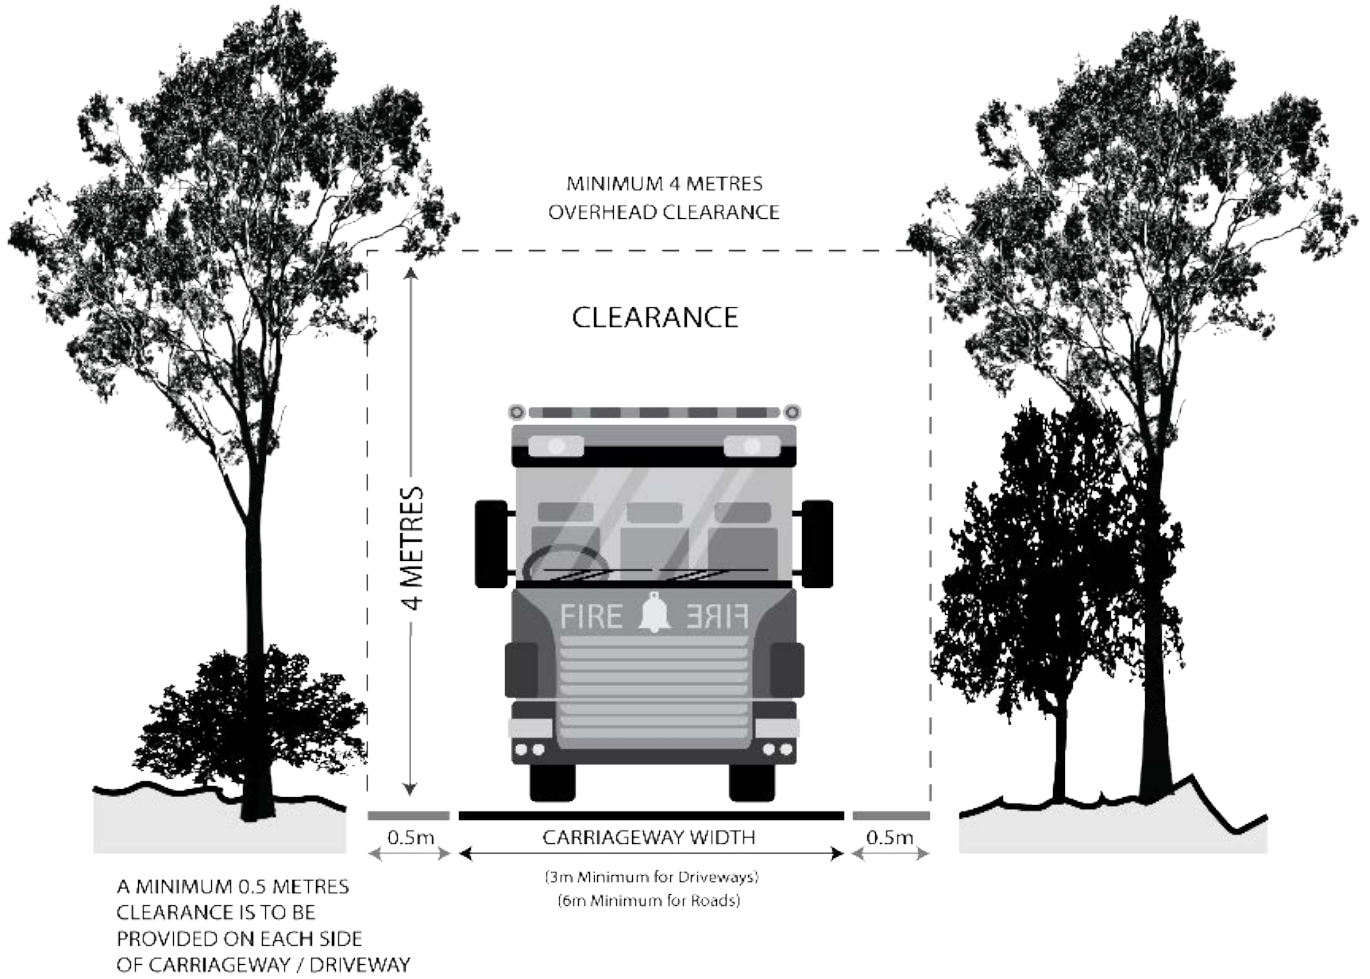 MINIMUM 4 METRES
OVERHEAD CLEARANCE
CLEARANCE
4 METRES
FIRE FIRE
0.5m
CARRIAGEWAY WIDTH
0.5m
(3m Minimum for Driveways)
(6m Minimum for Roads)
A MINIMUM 0.5 METRES
CLEARANCE IS TO BE
PROVIDED ON EACH SIDE
OF CARRIAGEWAY / DRIVEWAY